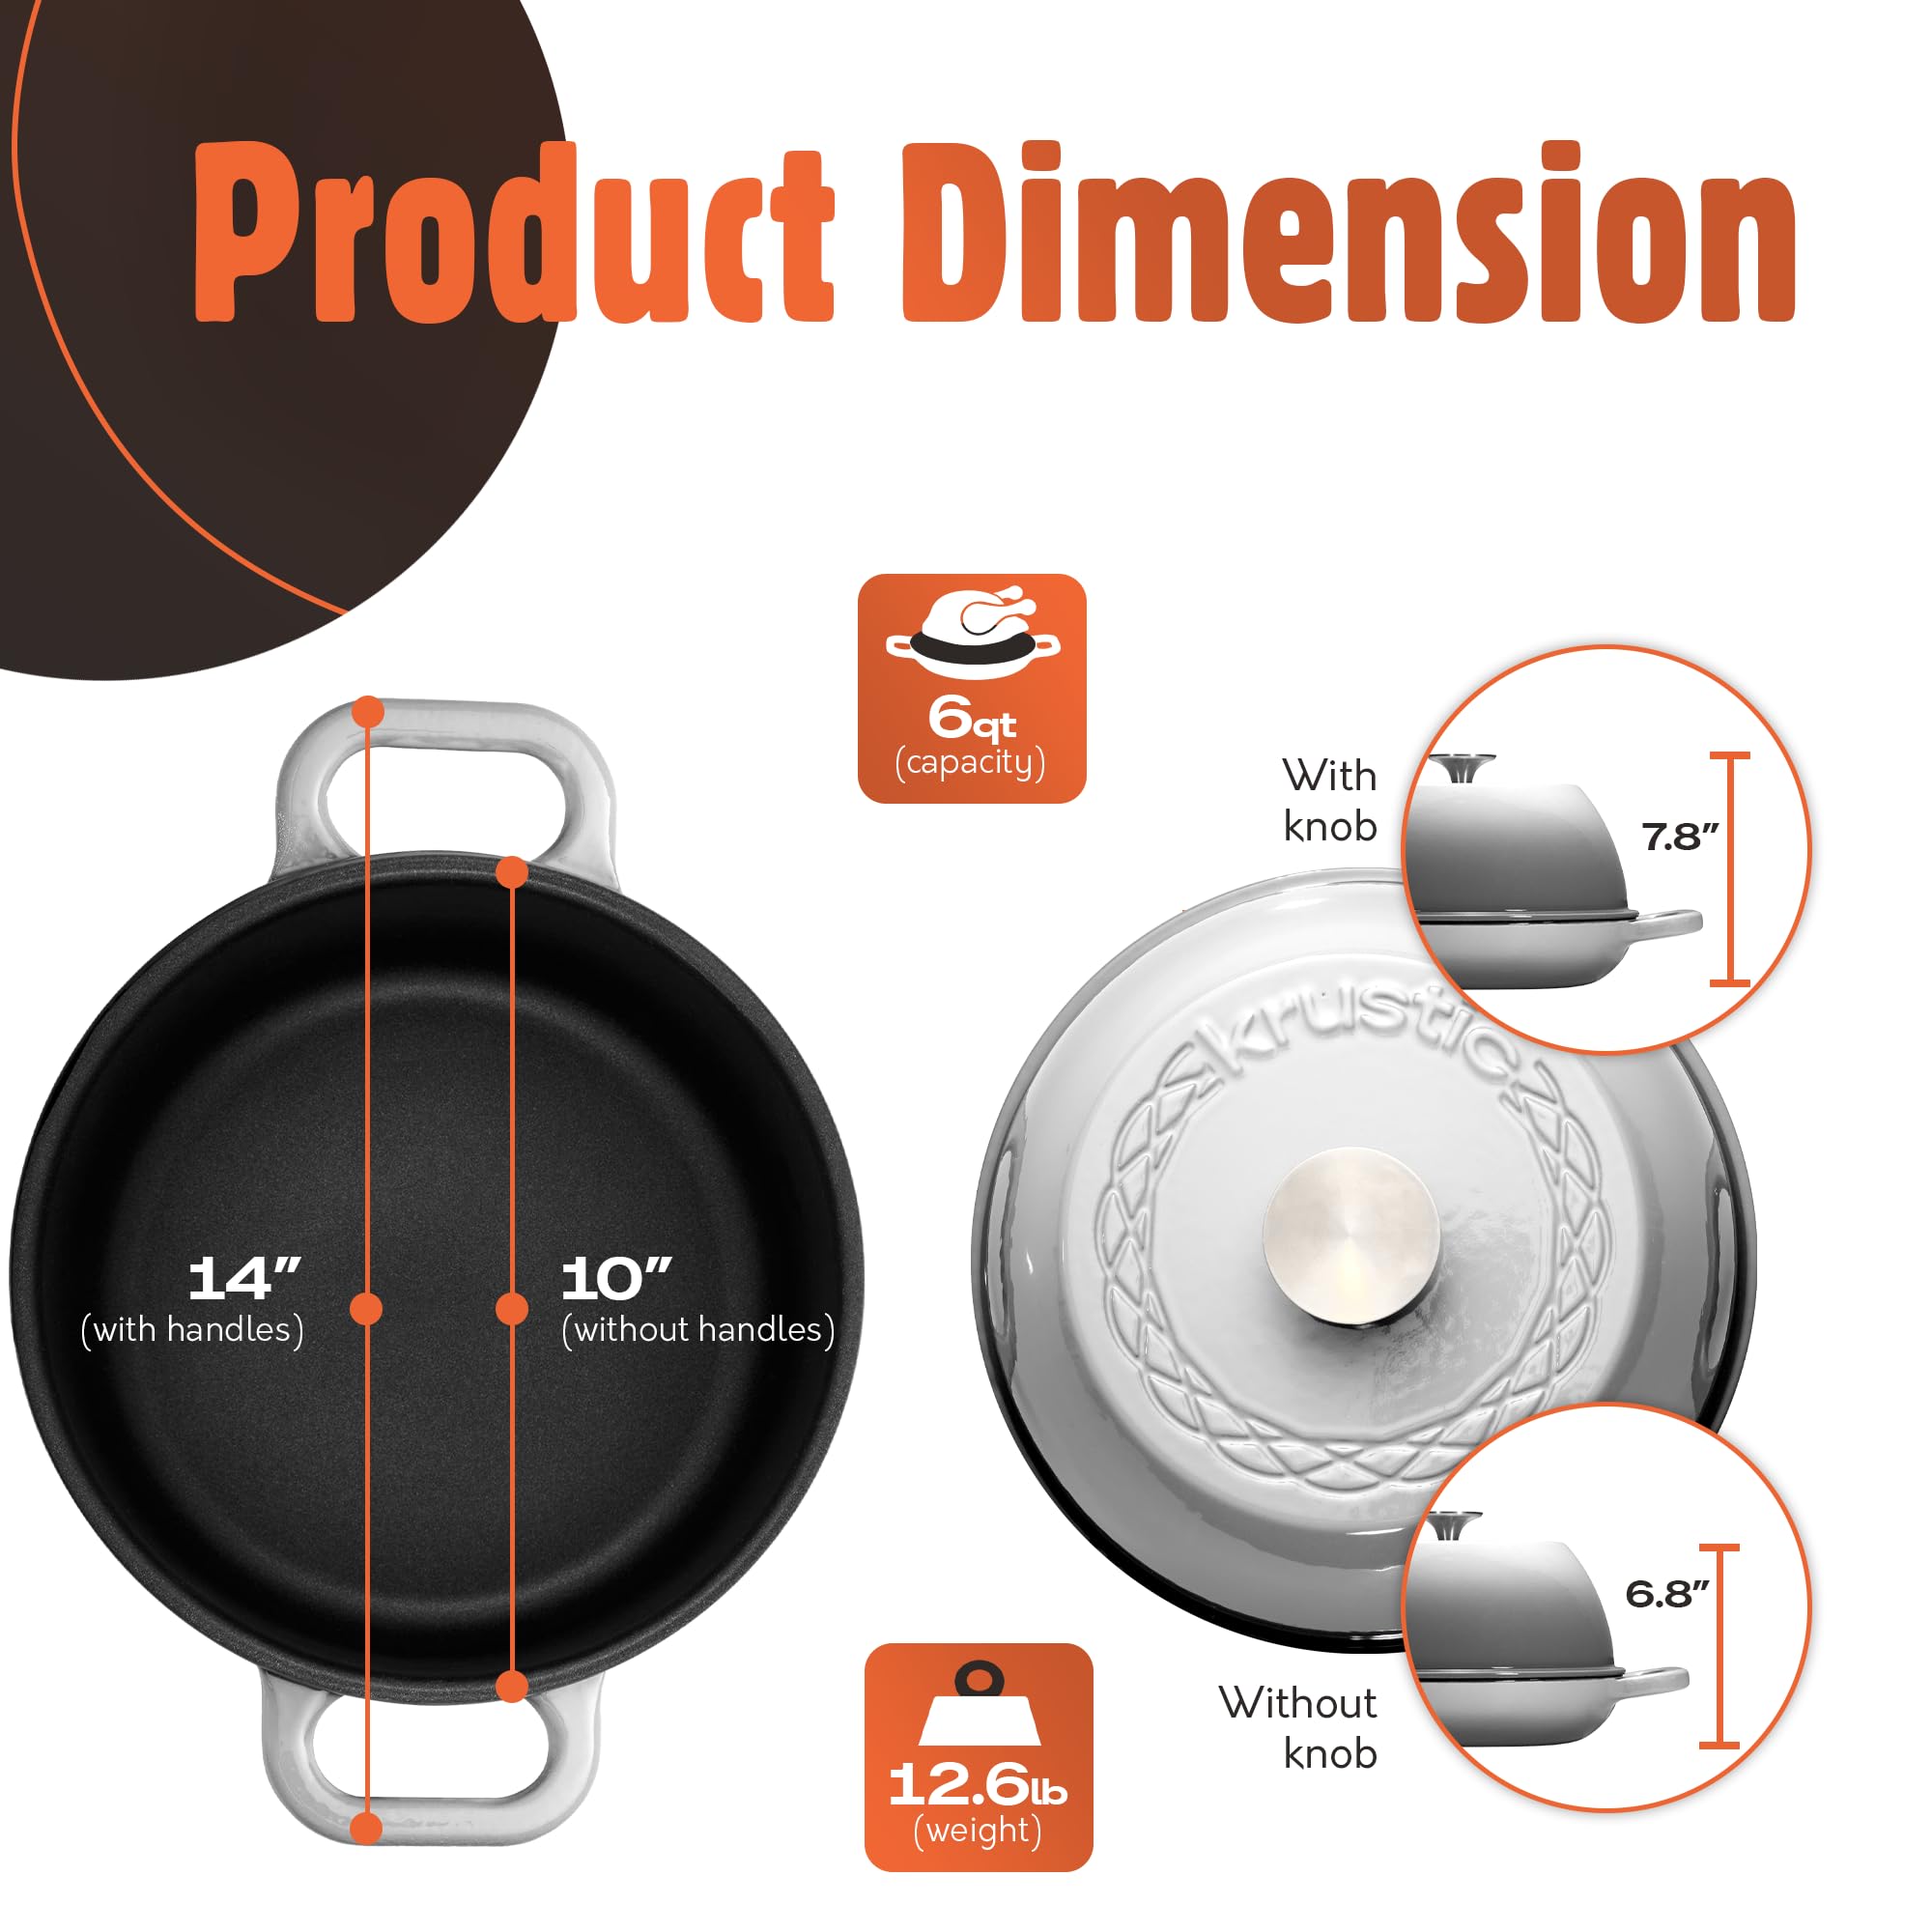 Product Dimension
6qt
(capacity)
With
knob
7.8″
krustic
14″
(with handles)
10″
(without handles)
6.8″
Without
knob
12.6lb
(weight)